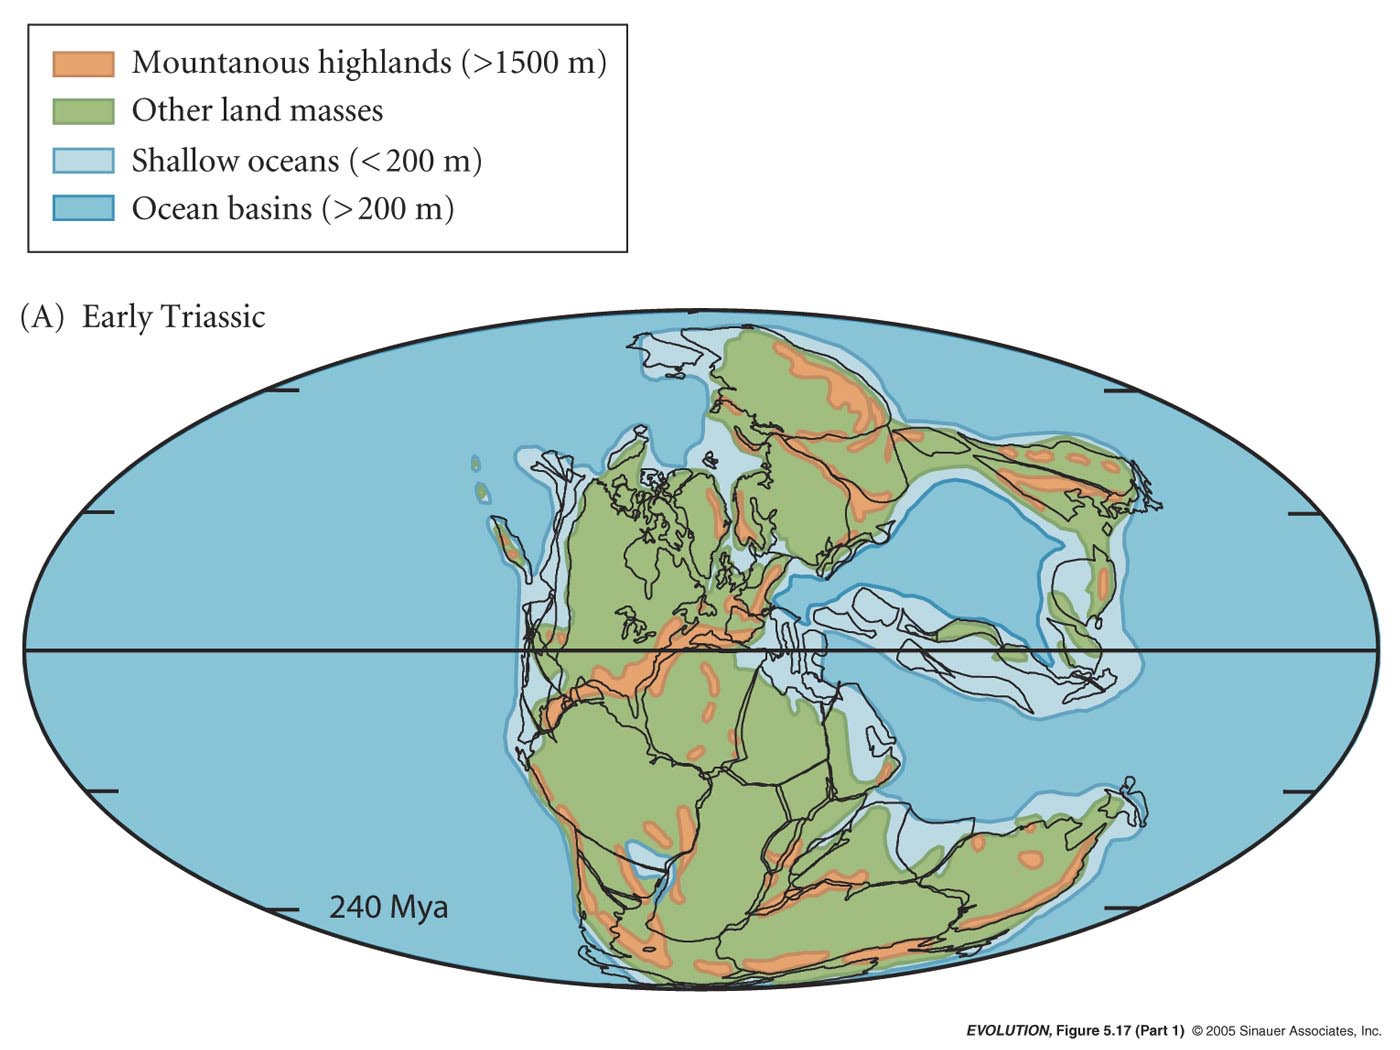 Mountanous highlands (>1500 m)
Other land masses
Shallow oceans (<200 m)
Ocean basins (>200 m)
(A) Early Triassic
240 Mya
EVOLUTION, Figure 5.17 (Part 1) © 2005 Sinauer Associates, Inc.